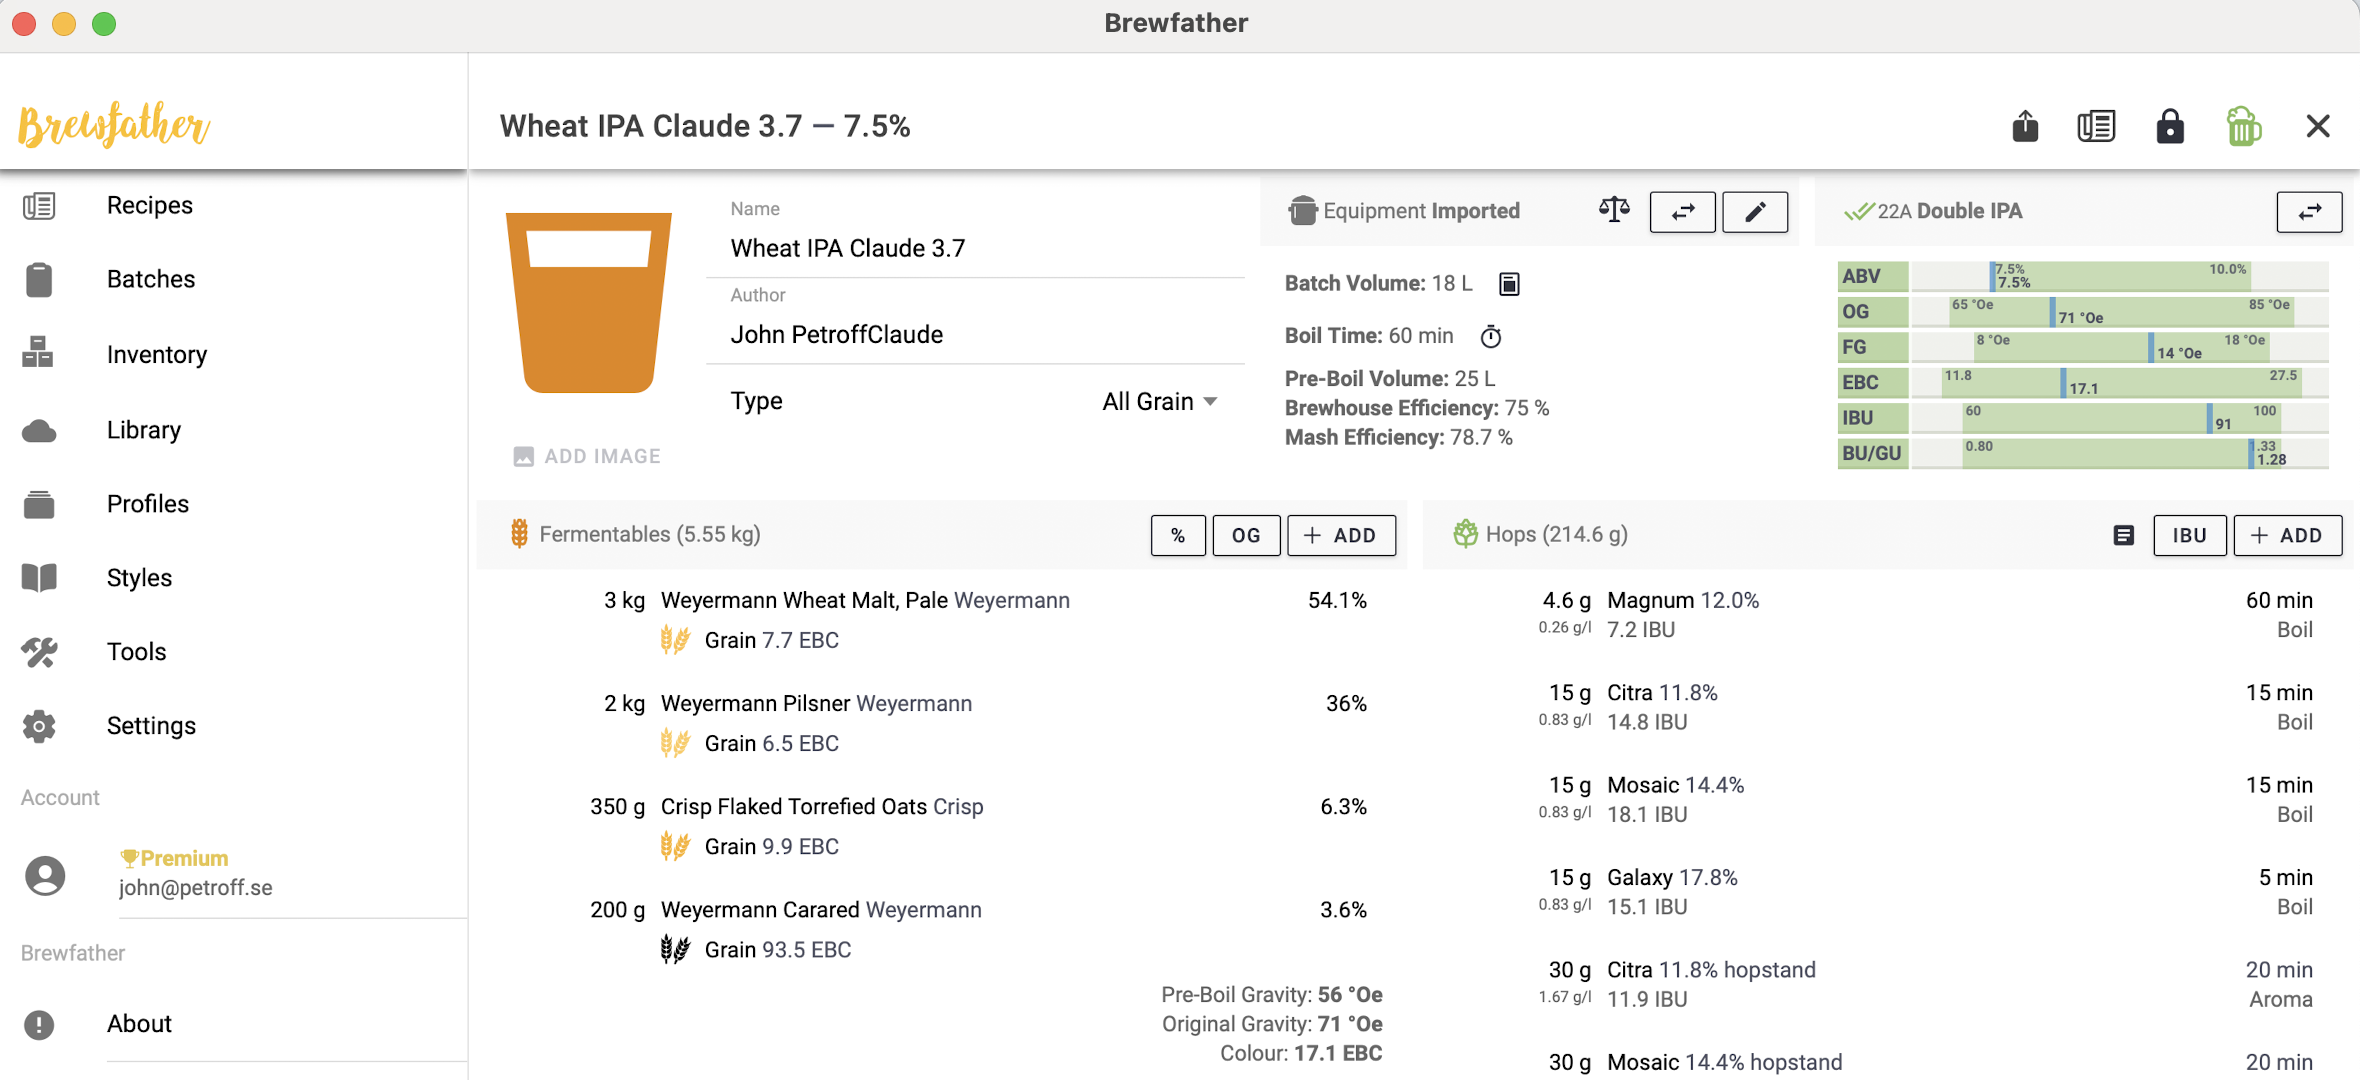 Brewfather
Brewfather
Wheat IPA Claude 3.7 — 7.5%
Recipes
Batches
Inventory
Library
Profiles
Styles
Tools
Settings
Account
Premium
john@petroff.se
Brewfather
About
Name
Wheat IPA Claude 3.7
Author
John PetroffClaude
Type
All Grain
ADD IMAGE
Equipment Imported
Batch Volume: 18 L
Boil Time: 60 min
Pre-Boil Volume: 25 L
Brewhouse Efficiency: 75 %
Mash Efficiency: 78.7 %
22A Double IPA
ABV 7.5% 10.0%
7.5%
OG 65 °Oe 85 °Oe
71 °Oe
FG 8 °Oe 18 °Oe
14 °Oe
EBC 11.8 27.5
17.1
IBU 60 100
91
BU/GU 0.80 1.33
1.28
Fermentables (5.55 kg)
% OG + ADD
3 kg Weyermann Wheat Malt, Pale Weyermann 54.1%
Grain 7.7 EBC
2 kg Weyermann Pilsner Weyermann 36%
Grain 6.5 EBC
350 g Crisp Flaked Torrefied Oats Crisp 6.3%
Grain 9.9 EBC
200 g Weyermann Carared Weyermann 3.6%
Grain 93.5 EBC
Pre-Boil Gravity: 56 °Oe
Original Gravity: 71 °Oe
Colour: 17.1 EBC
Hops (214.6 g)
IBU + ADD
4.6 g Magnum 12.0% 60 min
0.26 g/l 7.2 IBU Boil
15 g Citra 11.8% 15 min
0.83 g/l 14.8 IBU Boil
15 g Mosaic 14.4% 15 min
0.83 g/l 18.1 IBU Boil
15 g Galaxy 17.8% 5 min
0.83 g/l 15.1 IBU Boil
30 g Citra 11.8% hopstand 20 min
1.67 g/l 11.9 IBU Aroma
30 g Mosaic 14.4% hopstand 20 min